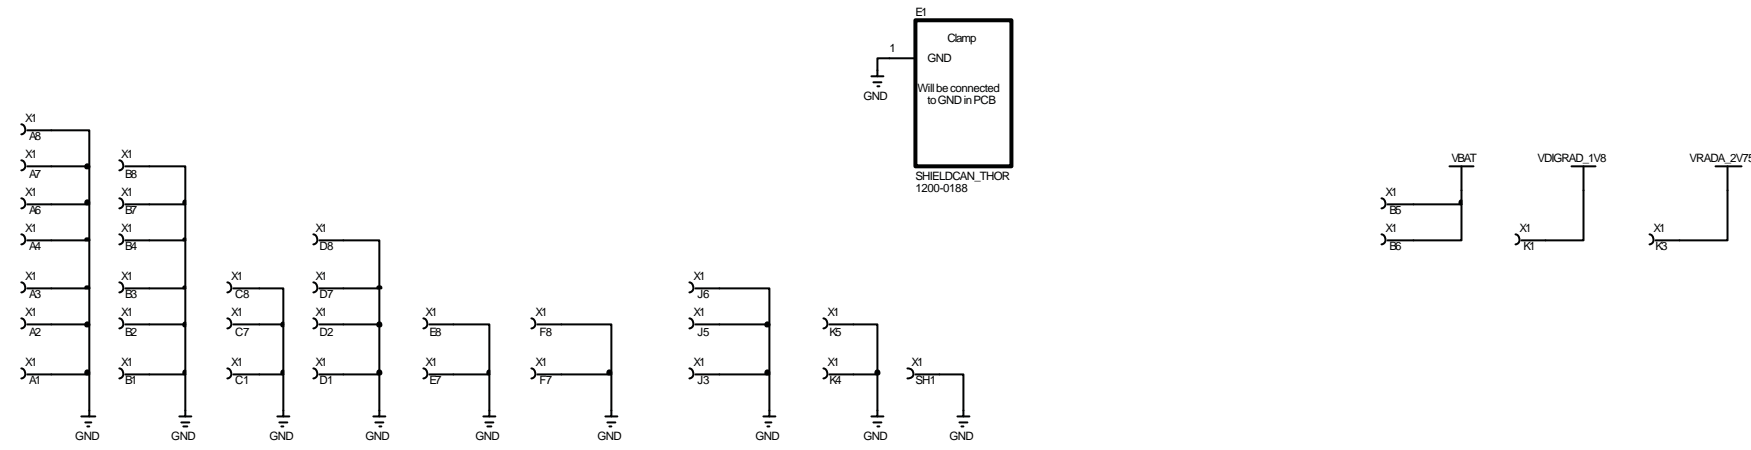 E1
Clamp
1
GND
Will be connected
to GND in PCB
GND
SHIELDCAN_THOR
1200-0188
X1
A8
X1
A7
X1
A6
X1
A4
X1
A3
X1
A2
X1
A1
GND
X1
B8
X1
B7
X1
B4
X1
B3
X1
B2
X1
B1
GND
X1
C8
X1
C7
X1
C1
GND
X1
D8
X1
D7
X1
D2
X1
D1
GND
X1
E8
X1
E7
GND
X1
F8
X1
F7
GND
X1
J6
X1
J5
X1
J3
GND
X1
K5
X1
K4
GND
X1
SH1
GND
VBAT
X1
B5
X1
B6
VDIGRAD_1V8
X1
K1
VRADA_2V75
X1
K3